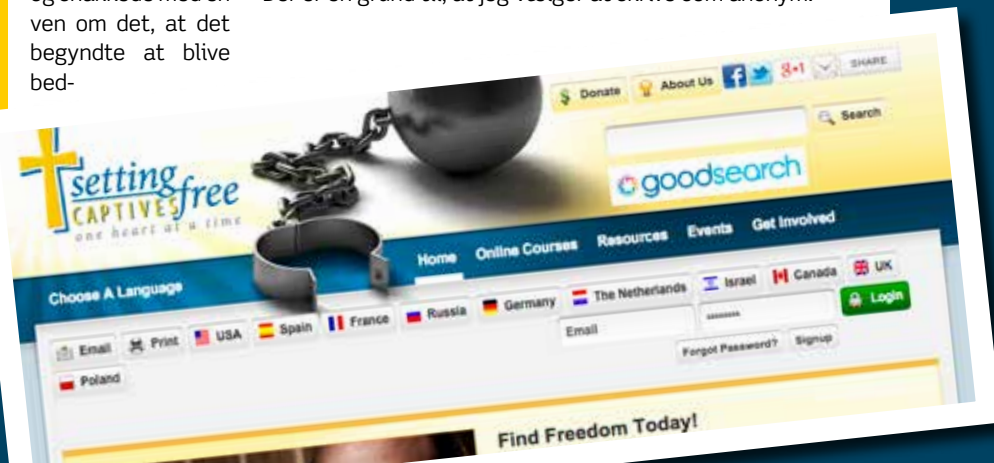 ven om det, at det
begyndte at blive
bed-
Der er en grund til, at jeg vælger at skrive som anonym.
$ Donate
About Us
g+1
SHARE
Search
goodsearch
setting free
CAPTIVES
one heart at a time
Home Online Courses Resources Events Get Involved
Choose A Language
Email Print USA Spain France Russia Germany The Netherlands Israel Canada UK
Poland
Email
••••••••
Login
Forgot Password? Signup
Find Freedom Today!